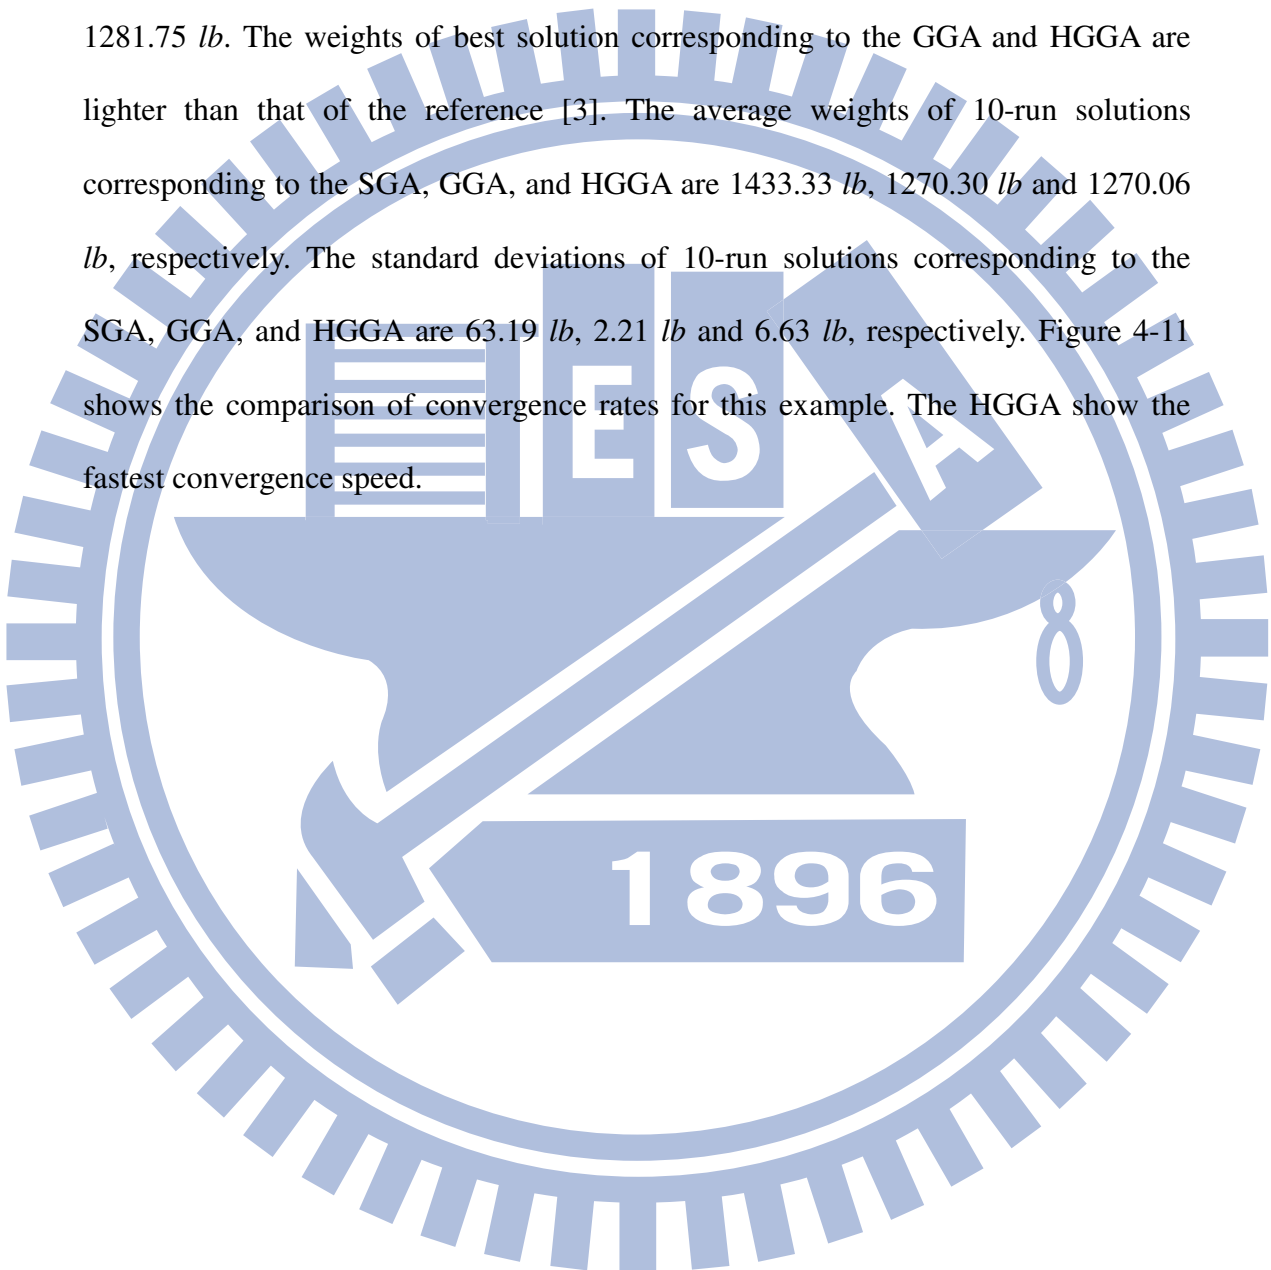 1281.75 lb. The weights of best solution corresponding to the GGA and HGGA are
lighter than that of the reference [3]. The average weights of 10-run solutions
corresponding to the SGA, GGA, and HGGA are 1433.33 lb, 1270.30 lb and 1270.06
lb, respectively. The standard deviations of 10-run solutions corresponding to the
SGA, GGA, and HGGA are 63.19 lb, 2.21 lb and 6.63 lb, respectively. Figure 4-11
shows the comparison of convergence rates for this example. The HGGA show the
fastest convergence speed.
E S A
8
1896